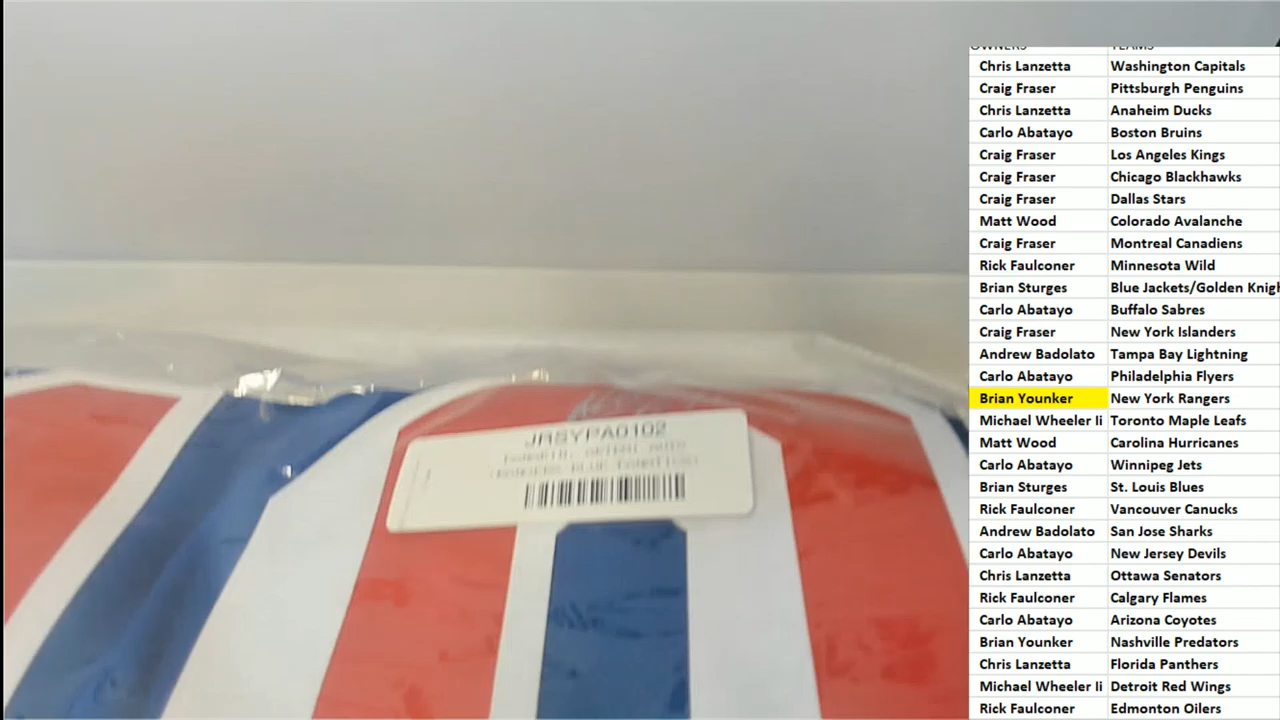 OWNERS TEAMS
Chris Lanzetta Washington Capitals
Craig Fraser Pittsburgh Penguins
Chris Lanzetta Anaheim Ducks
Carlo Abatayo Boston Bruins
Craig Fraser Los Angeles Kings
Craig Fraser Chicago Blackhawks
Craig Fraser Dallas Stars
Matt Wood Colorado Avalanche
Craig Fraser Montreal Canadiens
Rick Faulconer Minnesota Wild
Brian Sturges Blue Jackets/Golden Knigh
Carlo Abatayo Buffalo Sabres
Craig Fraser New York Islanders
Andrew Badolato Tampa Bay Lightning
Carlo Abatayo Philadelphia Flyers
Brian Younker New York Rangers
Michael Wheeler Ii Toronto Maple Leafs
Matt Wood Carolina Hurricanes
Carlo Abatayo Winnipeg Jets
Brian Sturges St. Louis Blues
Rick Faulconer Vancouver Canucks
Andrew Badolato San Jose Sharks
Carlo Abatayo New Jersey Devils
Chris Lanzetta Ottawa Senators
Rick Faulconer Calgary Flames
Carlo Abatayo Arizona Coyotes
Brian Younker Nashville Predators
Chris Lanzetta Florida Panthers
Michael Wheeler Ii Detroit Red Wings
Rick Faulconer Edmonton Oilers
JRSYPA0102